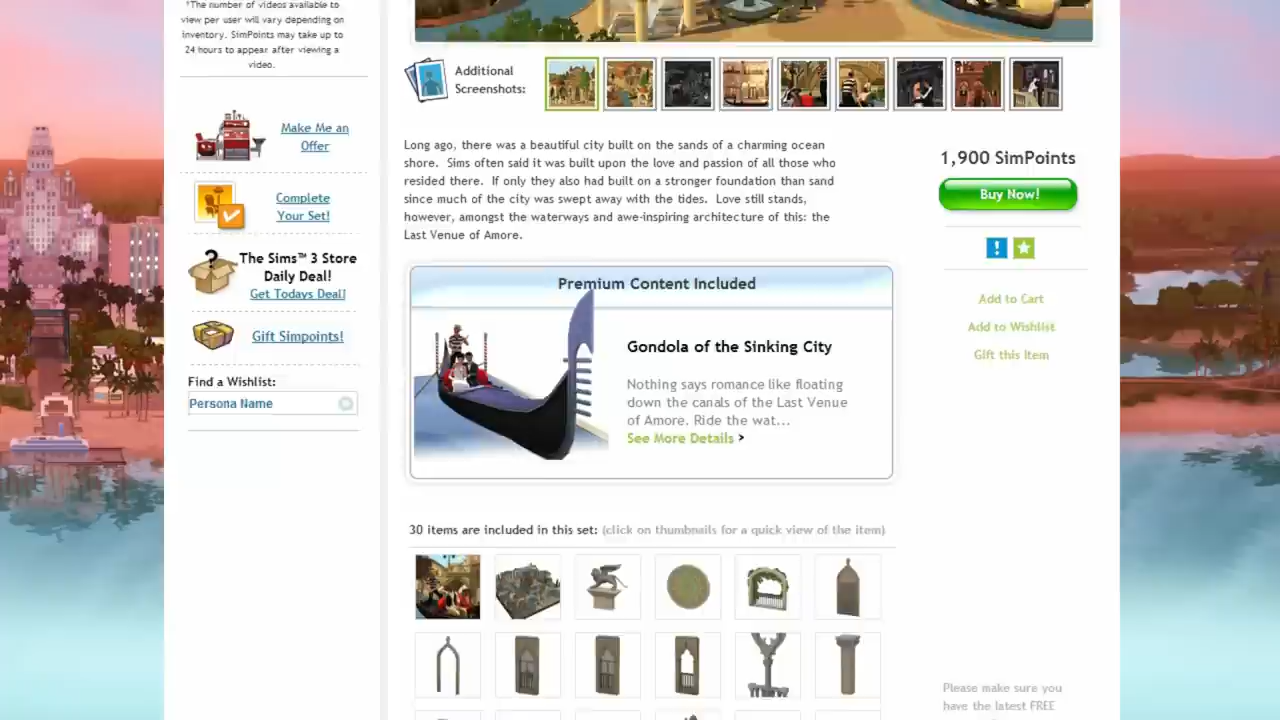 *The number of videos available to
view per user will vary depending on
inventory. SimPoints may take up to
24 hours to appear after viewing a
video.
Make Me an
Offer
Complete
Your Set!
The Sims™ 3 Store
Daily Deal!
Get Todays Deal!
Gift Simpoints!
Find a Wishlist:
Persona Name
Additional
Screenshots:
Long ago, there was a beautiful city built on the sands of a charming ocean
shore. Sims often said it was built upon the love and passion of all those who
resided there. If only they also had built on a stronger foundation than sand
since much of the city was swept away with the tides. Love still stands,
however, amongst the waterways and awe-inspiring architecture of this: the
Last Venue of Amore.
Premium Content Included
Gondola of the Sinking City
Nothing says romance like floating
down the canals of the Last Venue
of Amore. Ride the wat...
See More Details >
30 items are included in this set: (click on thumbnails for a quick view of the item)
1,900 SimPoints
Buy Now!
Add to Cart
Add to Wishlist
Gift this Item
Please make sure you
have the latest FREE